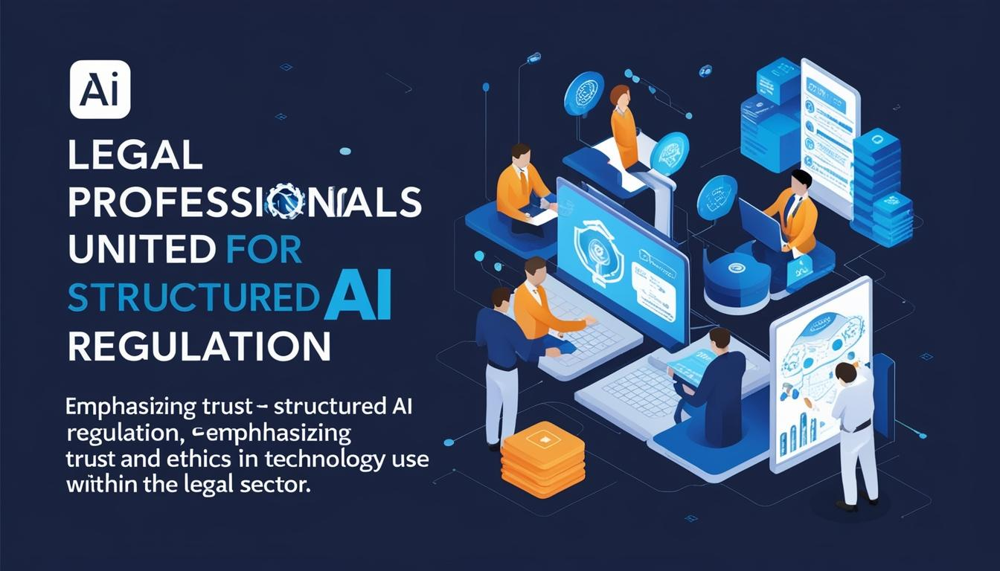 Ai
LEGAL
PROFESSIONALS
UNITED FOR
STRUCTURED AI
REGULATION
Emphasizing trust – structured AI
regulation, emphhasizing
trust and ethics in technology use
within the legal sector.